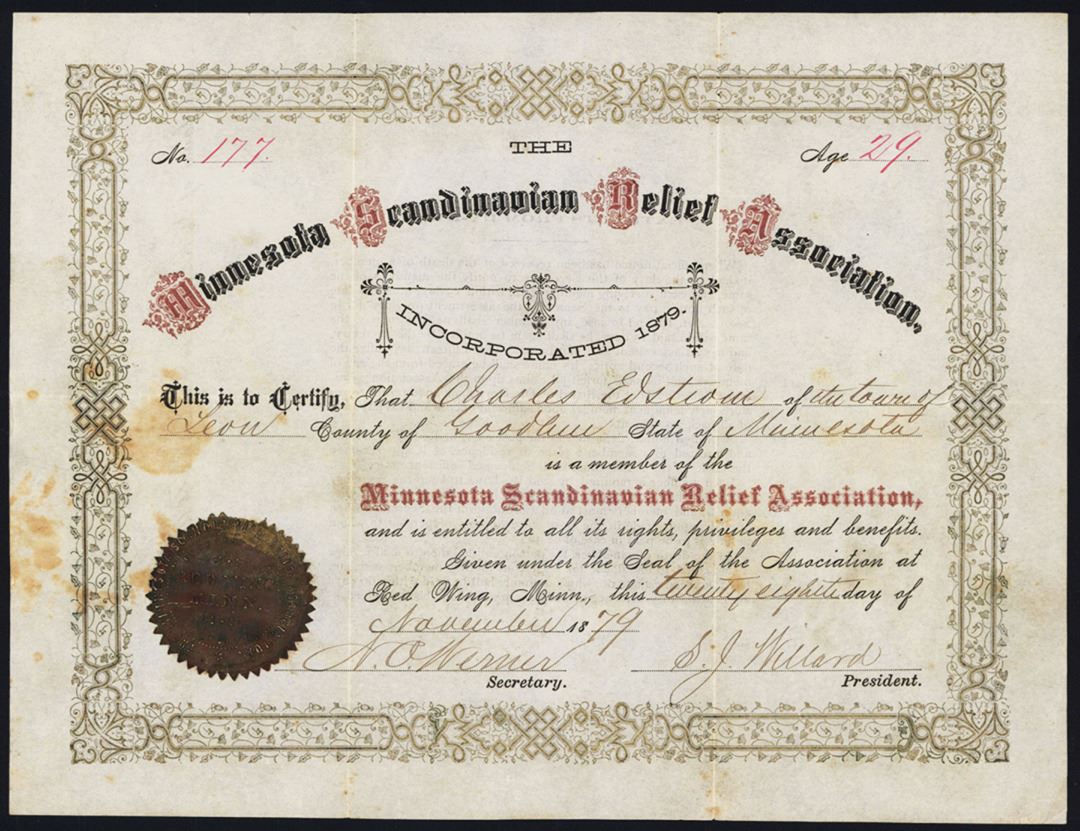 No. 177. THE Age 29.
Minnesota Scandinavian Relief Association,
INCORPORATED 1879.
This is to Certify, That Charles Edstrom of the town of
Leon County of Goodhue State of Minnesota
is a member of the
Minnesota Scandinavian Relief Association,
and is entitled to all its rights, privileges and benefits.
Given under the Seal of the Association at
Red Wing, Minn., this twenty eighth day of
November 1879
N. O. Werner S. J. Willard
Secretary. President.